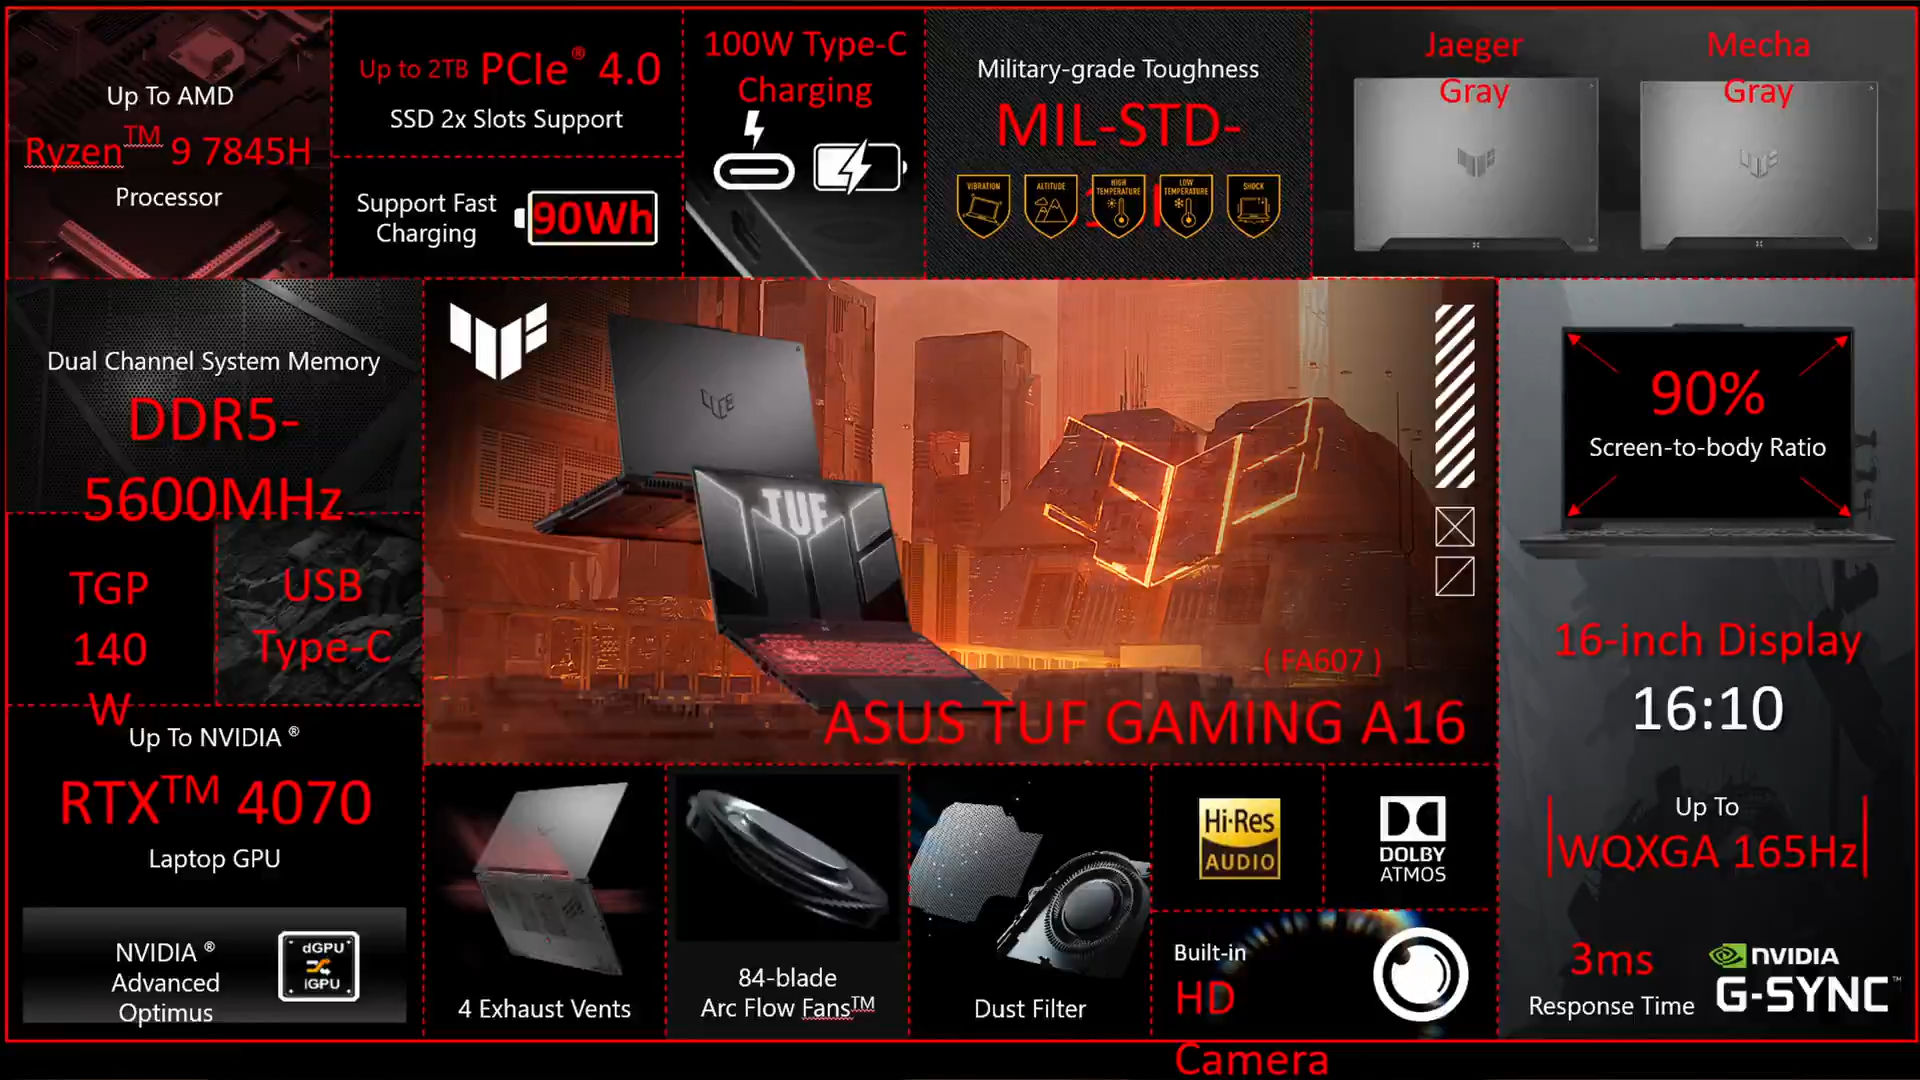 Up To AMD
Ryzen™ 9 7845H
Processor
Up to 2TB PCIe® 4.0
SSD 2x Slots Support
Support Fast
Charging
90Wh
100W Type-C
Charging
Military-grade Toughness
MIL-STD-
VIBRATION
ALTITUDE
HIGH
TEMPERATURE
LOW
TEMPERATURE
SHOCK
Jaeger
Gray
Mecha
Gray
Dual Channel System Memory
DDR5-
5600MHz
TGP
140
W
USB
Type-C
Up To NVIDIA ®
RTX™ 4070
Laptop GPU
NVIDIA ®
Advanced
Optimus
dGPU
iGPU
TUF
( FA607 )
ASUS TUF GAMING A16
90%
Screen-to-body Ratio
16-inch Display
16:10
Up To
WQXGA 165Hz
3ms
Response Time
NVIDIA
G-SYNC™
4 Exhaust Vents
84-blade
Arc Flow Fans™
Dust Filter
Hi-Res
AUDIO
DOLBY
ATMOS
Built-in
HD
Camera